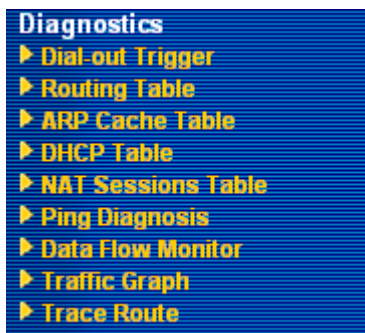 Diagnostics
Dial-out Trigger
Routing Table
ARP Cache Table
DHCP Table
NAT Sessions Table
Ping Diagnosis
Data Flow Monitor
Traffic Graph
Trace Route